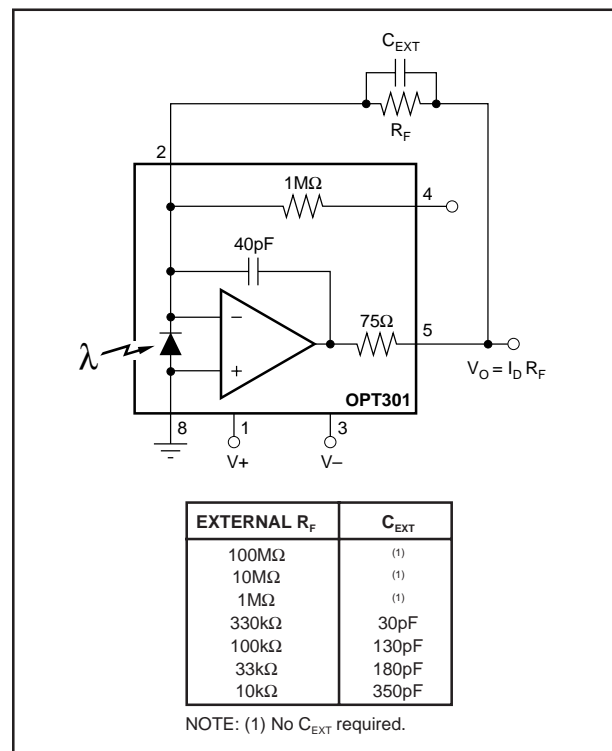 C_EXT
R_F
2
1MΩ
4
40pF
75Ω
5
λ
−
+
V_O = I_D R_F
OPT301
8
1
3
V+
V−
EXTERNAL R_F C_EXT
100MΩ (1)
10MΩ (1)
1MΩ (1)
330kΩ 30pF
100kΩ 130pF
33kΩ 180pF
10kΩ 350pF
NOTE: (1) No C_EXT required.